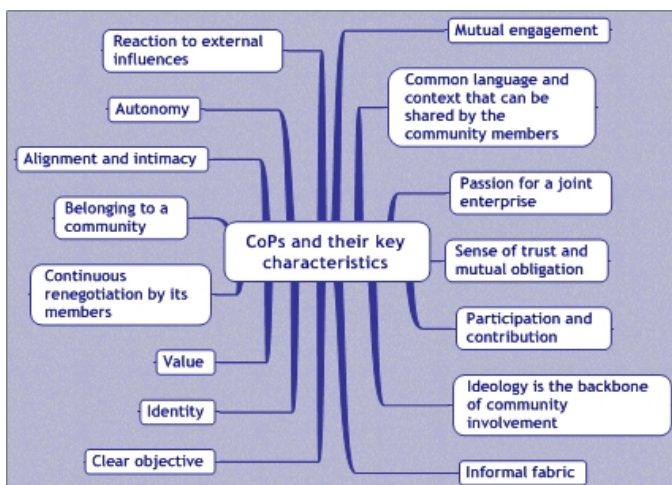 CoPs and their key
characteristics
Mutual engagement
Common language and
context that can be
shared by the
community members
Passion for a joint
enterprise
Sense of trust and
mutual obligation
Participation and
contribution
Ideology is the backbone
of community
involvement
Informal fabric
Reaction to external
influences
Autonomy
Alignment and intimacy
Belonging to a
community
Continuous
renegotiation by its
members
Value
Identity
Clear objective